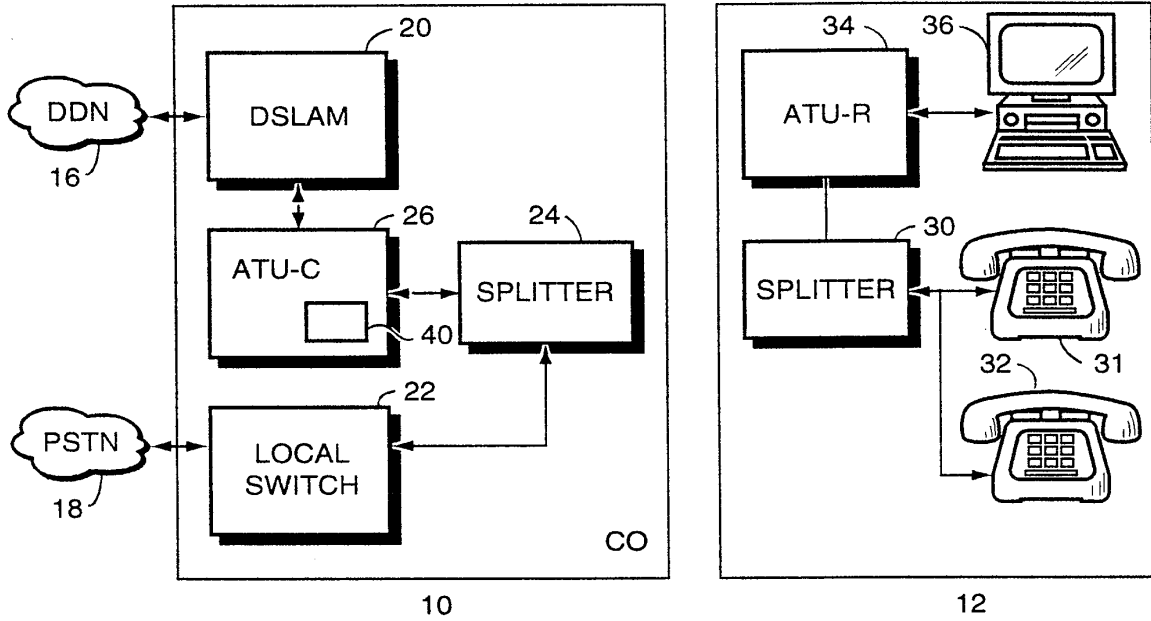 20
DSLAM
DDN
16
26
ATU-C
40
24
SPLITTER
22
LOCAL
SWITCH
PSTN
18
CO
10
34
ATU-R
36
30
SPLITTER
31
32
12